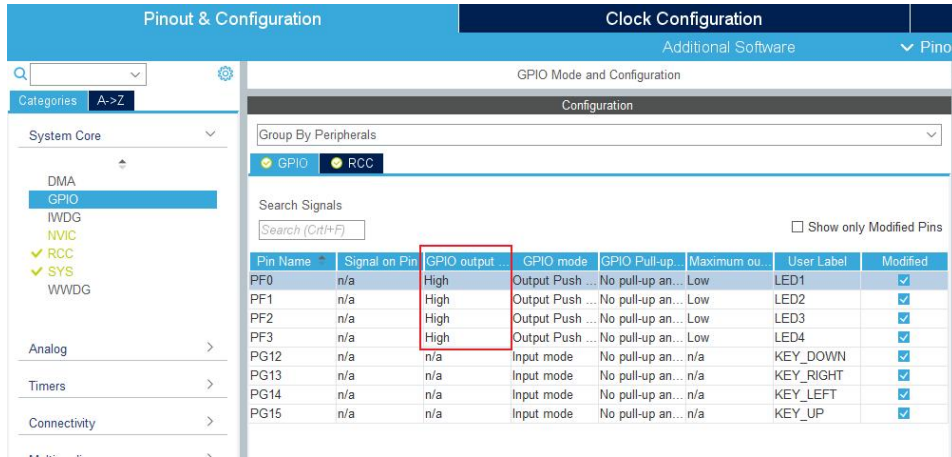 Pinout & Configuration Clock Configuration
Additional Software Pino
GPIO Mode and Configuration
Categories A->Z
Configuration
System Core
Group By Peripherals
GPIO RCC
DMA
GPIO
IWDG
NVIC
RCC
SYS
WWDG
Analog
Timers
Connectivity
Search Signals
Search (Crtl+F)
Show only Modified Pins
Pin Name Signal on Pin GPIO output ... GPIO mode GPIO Pull-up... Maximum ou... User Label Modified
PF0 n/a High Output Push ... No pull-up an... Low LED1
PF1 n/a High Output Push ... No pull-up an... Low LED2
PF2 n/a High Output Push ... No pull-up an... Low LED3
PF3 n/a High Output Push ... No pull-up an... Low LED4
PG12 n/a n/a Input mode No pull-up an... n/a KEY_DOWN
PG13 n/a n/a Input mode No pull-up an... n/a KEY_RIGHT
PG14 n/a n/a Input mode No pull-up an... n/a KEY_LEFT
PG15 n/a n/a Input mode No pull-up an... n/a KEY_UP